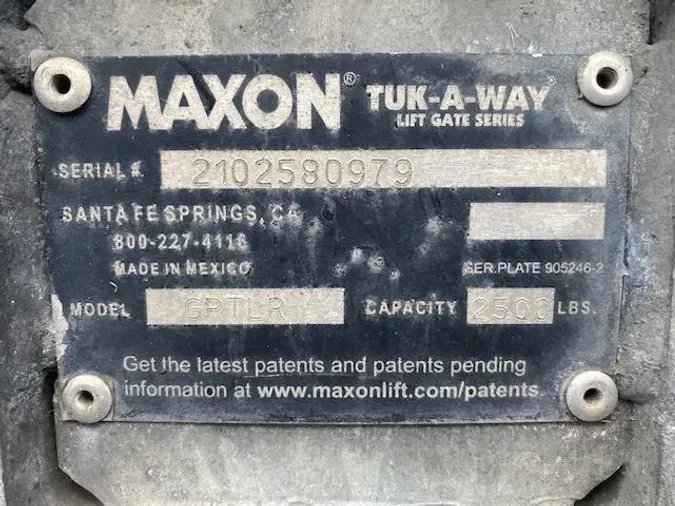 MAXON® TUK-A-WAY®
LIFT GATE SERIES
SERIAL #. 2102580979
SANTA FE SPRINGS, CA
800-227-4116
MADE IN MEXICO SER.PLATE 905246-2
MODEL GPTLR CAPACITY 2500 LBS.
Get the latest patents and patents pending
information at www.maxonlift.com/patents.